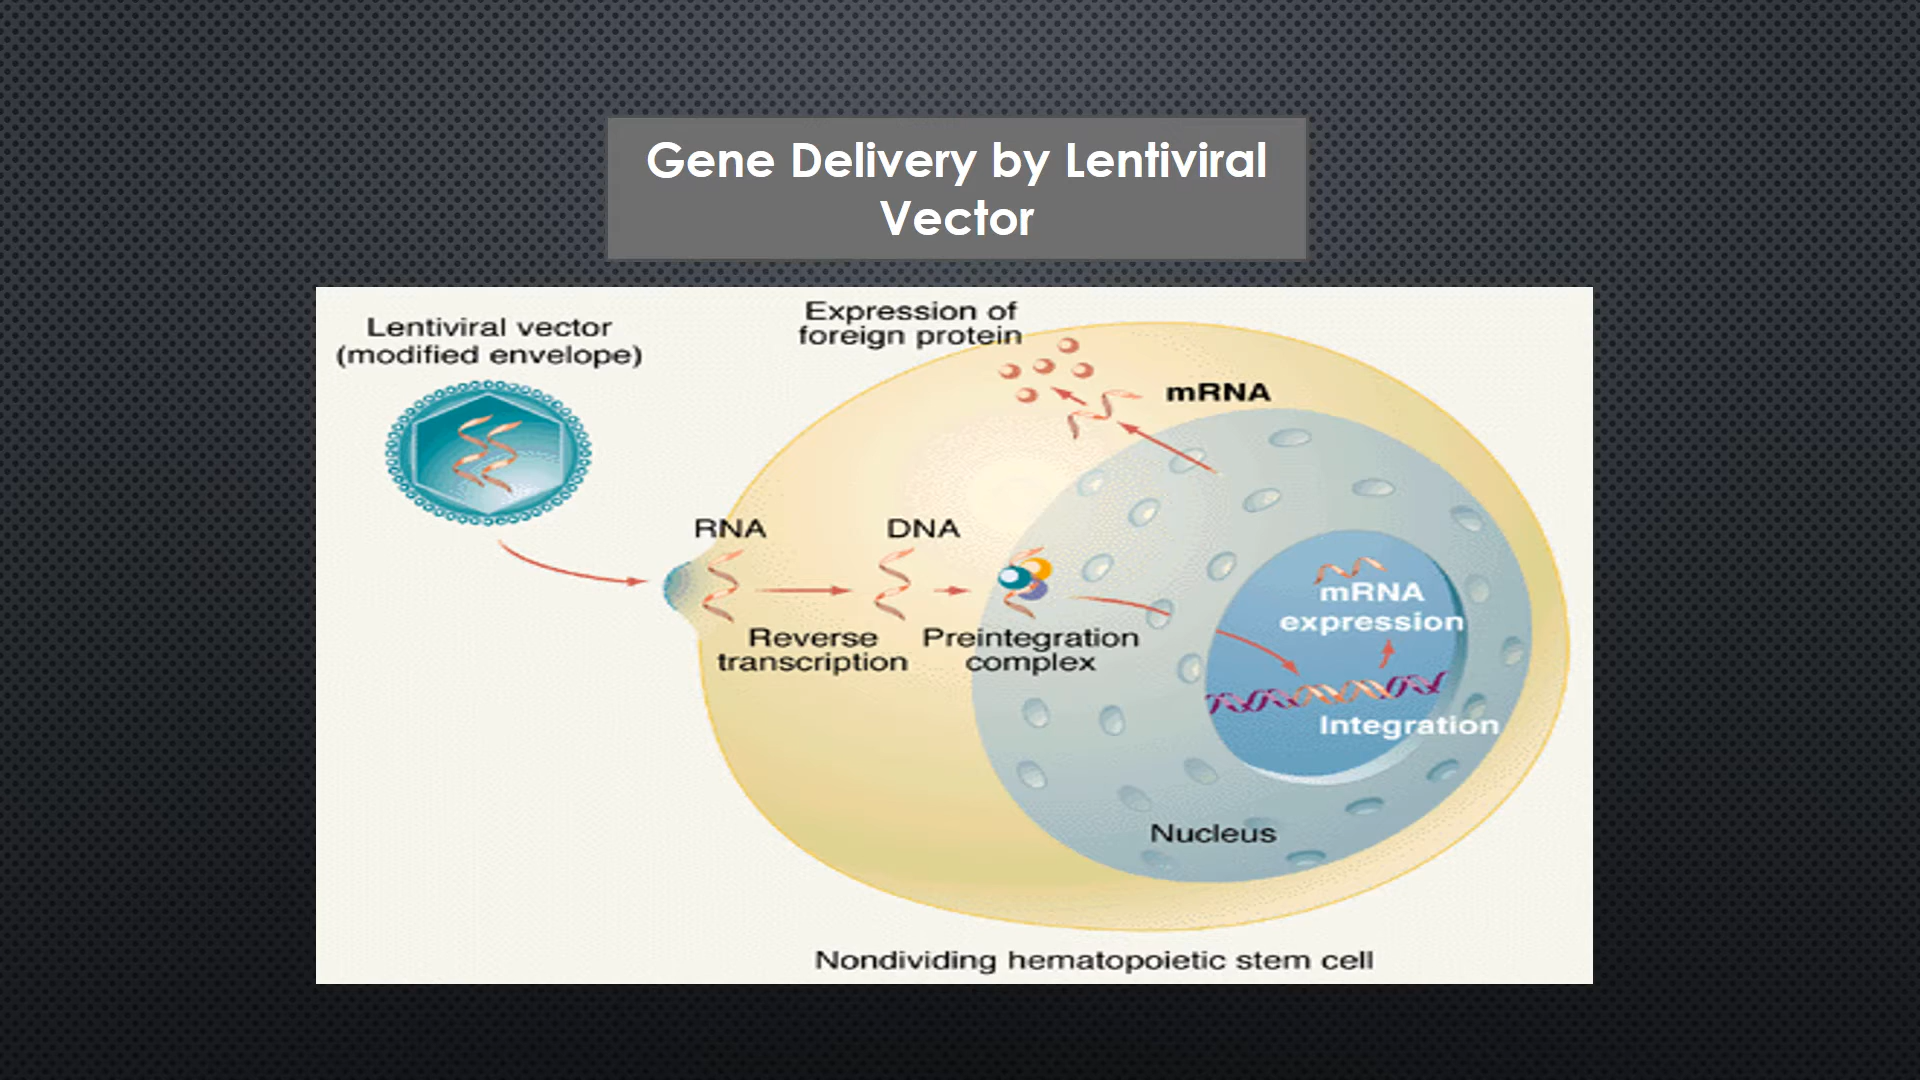 Gene Delivery by Lentiviral
Vector
Lentiviral vector
(modified envelope)
Expression of
foreign protein
mRNA
RNA
DNA
Reverse
transcription
Preintegration
complex
mRNA
expression
Integration
Nucleus
Nondividing hematopoietic stem cell